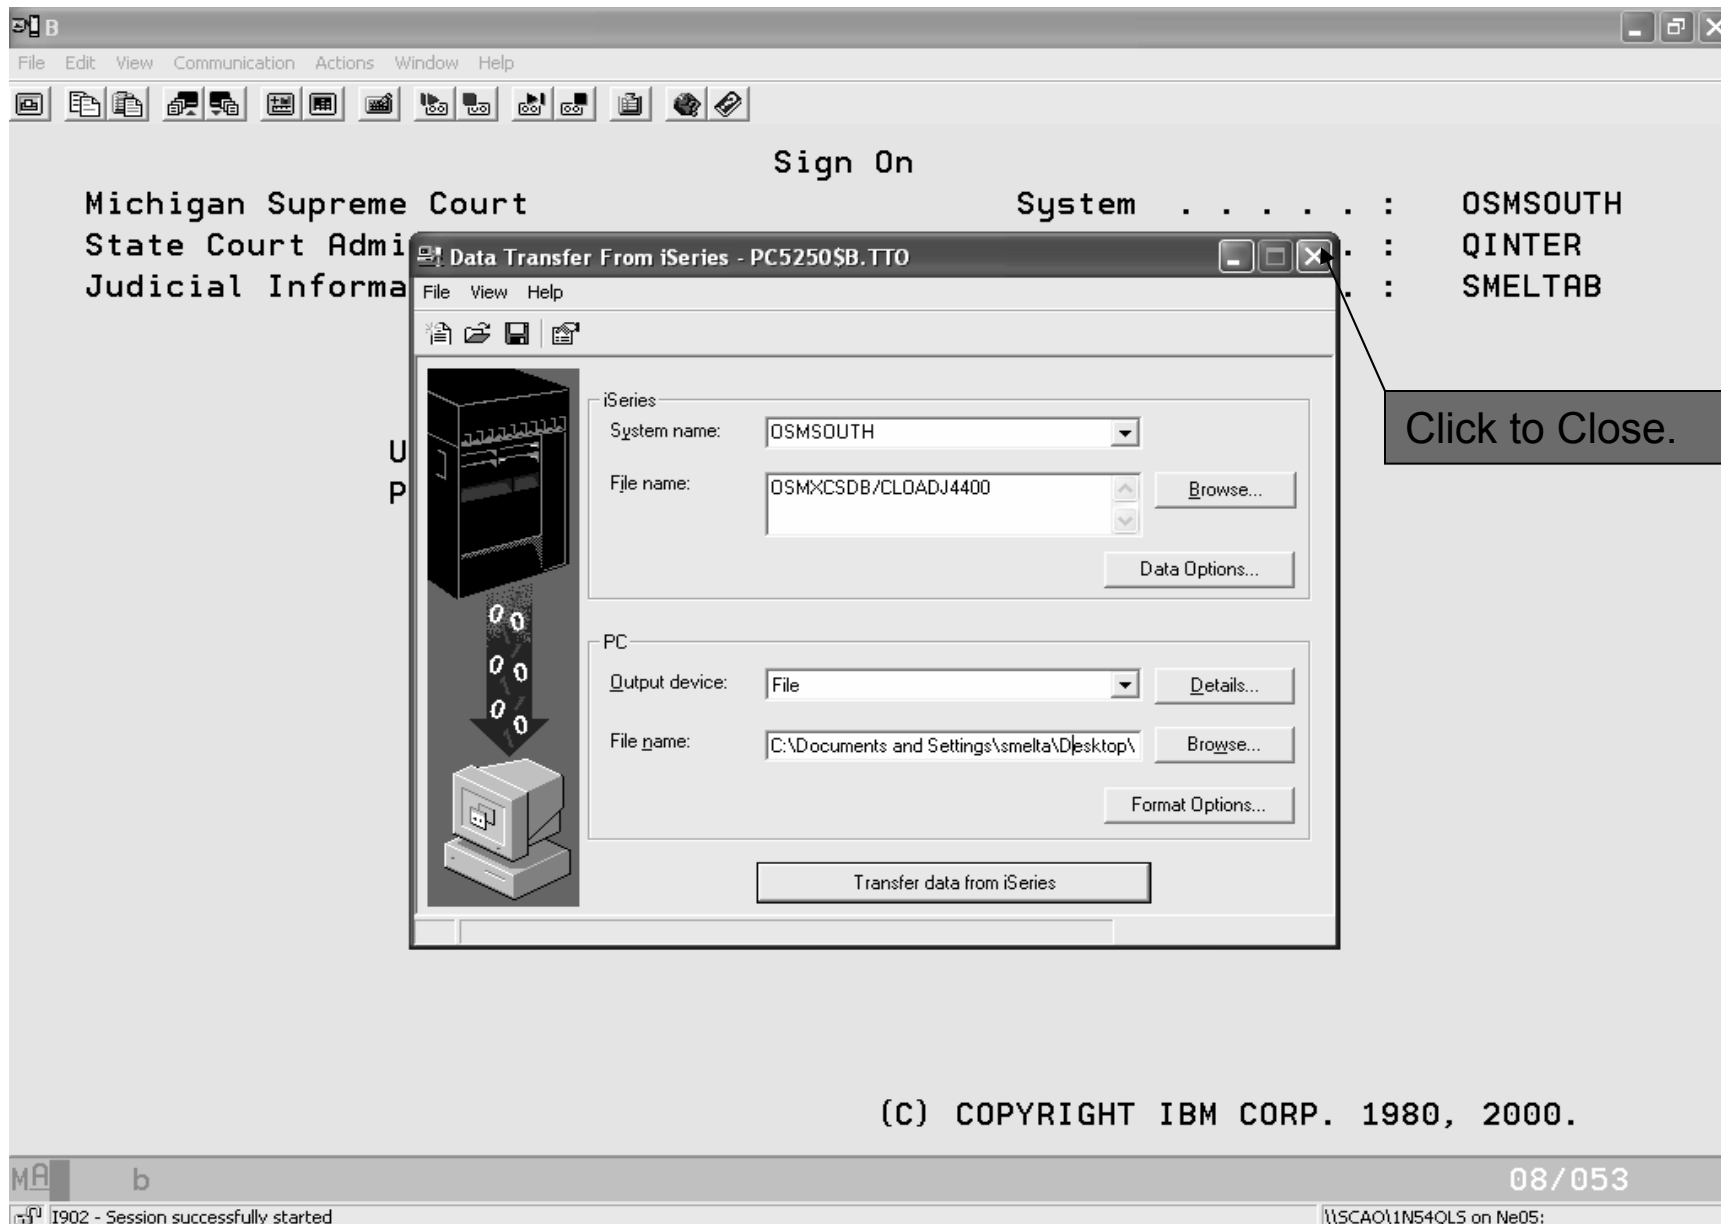 B
File Edit View Communication Actions Window Help
Sign On
Michigan Supreme Court System . . . . . : OSMSOUTH
State Court Admi . : QINTER
Judicial Informa . : SMELTAB
U
P
Data Transfer From iSeries - PC5250$B.TTO
File View Help
iSeries
System name: OSMSOUTH
File name: OSMXCSDB/CLOADJ4400
Browse...
Data Options...
PC
Output device: File
Details...
File name: C:\Documents and Settings\smelta\Desktop\
Browse...
Format Options...
Transfer data from iSeries
Click to Close.
(C) COPYRIGHT IBM CORP. 1980, 2000.
MA b 08/053
I902 - Session successfully started \\SCAO\1N54OLS on Ne05: